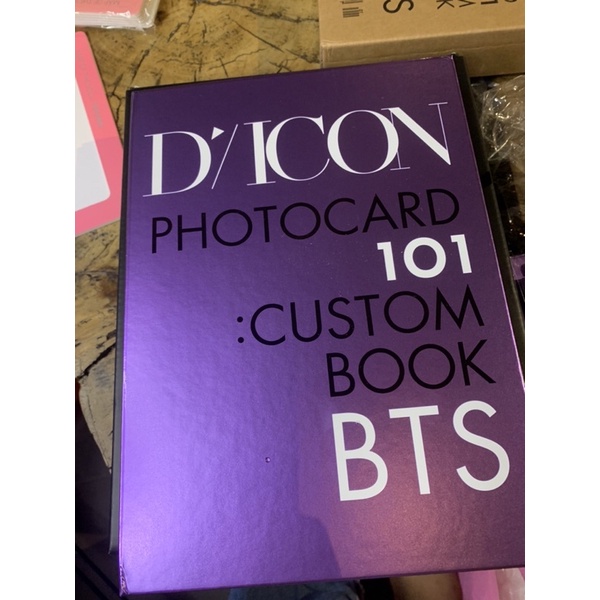 D'/ICON
PHOTOCARD
101
:CUSTOM
BOOK
BTS